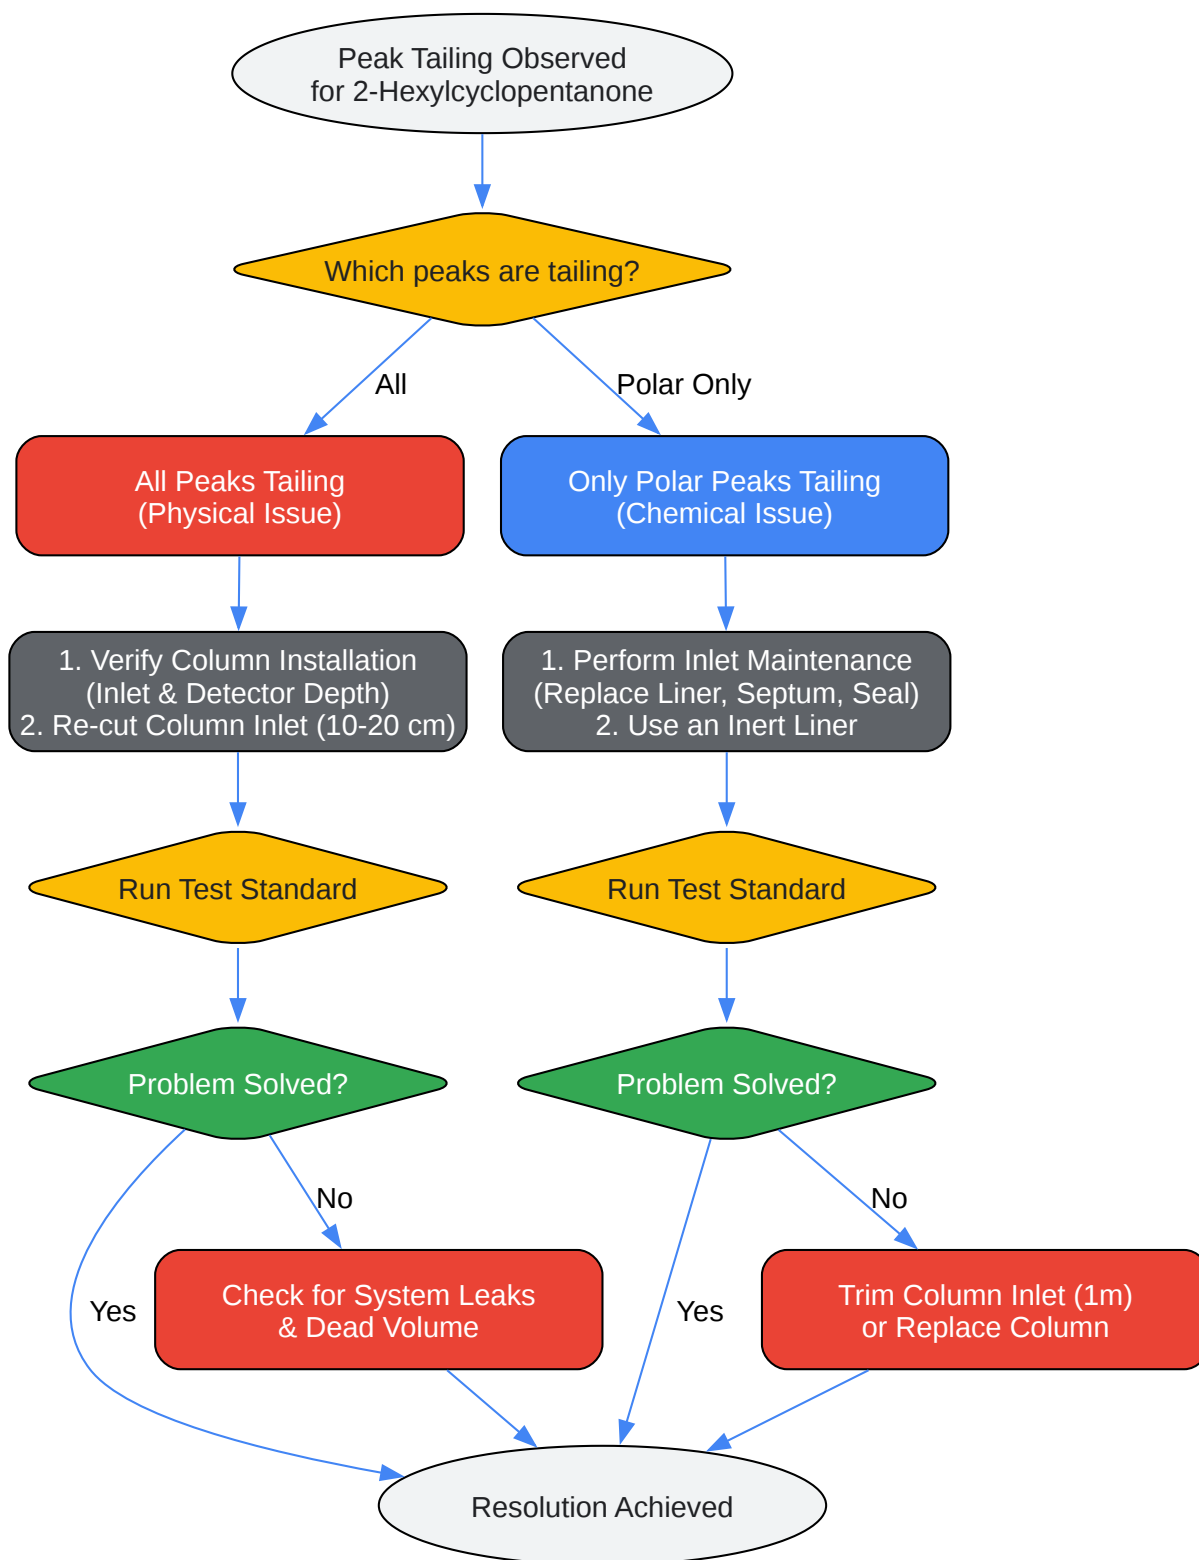 Peak Tailing Observed
for 2-Hexylcyclopentanone
Which peaks are tailing?
All
Polar Only
All Peaks Tailing
(Physical Issue)
Only Polar Peaks Tailing
(Chemical Issue)
1. Verify Column Installation
(Inlet & Detector Depth)
2. Re-cut Column Inlet (10-20 cm)
1. Perform Inlet Maintenance
(Replace Liner, Septum, Seal)
2. Use an Inert Liner
Run Test Standard
Run Test Standard
Problem Solved?
Problem Solved?
No
No
Yes
Check for System Leaks
& Dead Volume
Yes
Trim Column Inlet (1m)
or Replace Column
Resolution Achieved